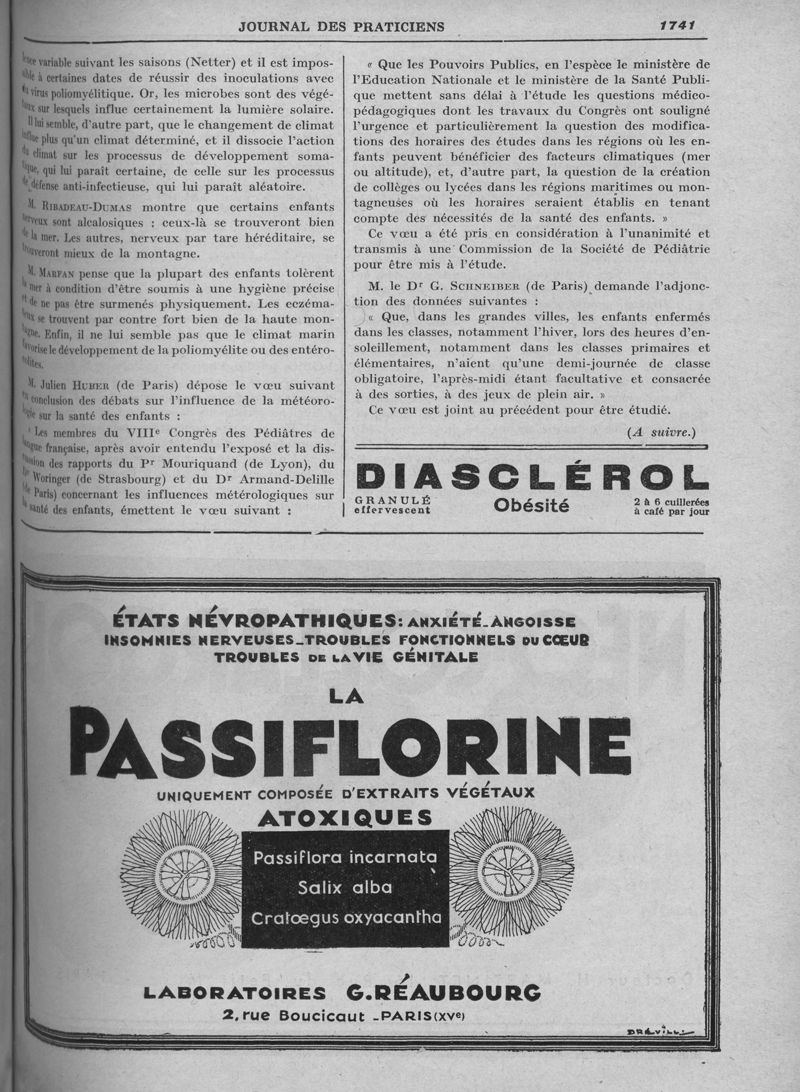 JOURNAL DES PRATICIENS 1741
variable suivant les saisons (Netter) et il est impos-
à certaines dates de réussir des inoculations avec
virus poliomyélitique. Or, les microbes sont des végé-
sur lesquels influe certainement la lumière solaire.
Il lui semble, d'autre part, que le changement de climat
influe plus qu'un climat déterminé, et il dissocie l'action
du climat sur les processus de développement soma-
tique, qui lui paraît certaine, de celle sur les processus
de défense anti-infectieuse, qui lui paraît aléatoire.
M. RIBADEAU-DUMAS montre que certains enfants
nerveux sont alcalosiques : ceux-là se trouveront bien
de la mer. Les autres, nerveux par tare héréditaire, se
trouveront mieux de la montagne.
M. MARFAN pense que la plupart des enfants tolèrent
la mer à condition d'être soumis à une hygiène précise
et de ne pas être surmenés physiquement. Les eczéma-
teux se trouvent par contre fort bien de la haute mon-
tagne. Enfin, il ne lui semble pas que le climat marin
favorise le développement de la poliomyélite ou des entéro-
colites.
M. Julien HUBER (de Paris) dépose le vœu suivant
en conclusion des débats sur l'influence de la météoro-
logie sur la santé des enfants :
« Les membres du VIIIe Congrès des Pédiâtres de
langue française, après avoir entendu l'exposé et la dis-
cussion des rapports du Pr Mouriquand (de Lyon), du
Dr Woringer (de Strasbourg) et du Dr Armand-Delille
(de Paris) concernant les influences métérologiques sur
la santé des enfants, émettent le vœu suivant :
« Que les Pouvoirs Publics, en l'espèce le ministère de
l'Education Nationale et le ministère de la Santé Publi-
que mettent sans délai à l'étude les questions médico-
pédagogiques dont les travaux du Congrès ont souligné
l'urgence et particulièrement la question des modifica-
tions des horaires des études dans les régions où les en-
fants peuvent bénéficier des facteurs climatiques (mer
ou altitude), et, d'autre part, la question de la création
de collèges ou lycées dans les régions maritimes ou mon-
tagneuses où les horaires seraient établis en tenant
compte des nécessités de la santé des enfants. »
Ce vœu a été pris en considération à l'unanimité et
transmis à une Commission de la Société de Pédiâtrie
pour être mis à l'étude.
M. le Dr G. SCHNEIBER (de Paris) demande l'adjonc-
tion des données suivantes :
« Que, dans les grandes villes, les enfants enfermés
dans les classes, notamment l'hiver, lors des heures d'en-
soleillement, notamment dans les classes primaires et
élémentaires, n'aient qu'une demi-journée de classe
obligatoire, l'après-midi étant facultative et consacrée
à des sorties, à des jeux de plein air. »
Ce vœu est joint au précédent pour être étudié.
(A suivre.)
DIASCLÉROL
GRANULÉ
effervescent
Obésité
2 à 6 cuillerées
à café par jour
ÉTATS NÉVROPATHIQUES: ANXIÉTÉ_ANGOISSE
INSOMNIES NERVEUSES_TROUBLES FONCTIONNELS DU CŒUR
TROUBLES DE LA VIE GÉNITALE
LA
PASSIFLORINE
UNIQUEMENT COMPOSÉE D'EXTRAITS VÉGÉTAUX
ATOXIQUES
Passiflora incarnata
Salix alba
Cratœgus oxyacantha
LABORATOIRES G.RÉAUBOURG
2, rue Boucicaut _PARIS (XVe)